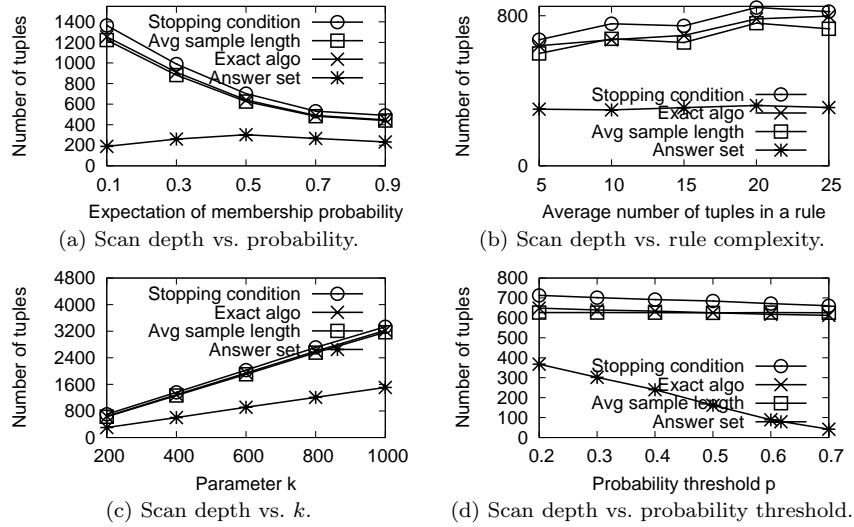 Number of tuples
1400
1200
1000
800
600
400
200
0
Stopping condition
Avg sample length
Exact algo
Answer set
0.1 0.3 0.5 0.7 0.9
Expectation of membership probability
(a) Scan depth vs. probability.
Number of tuples
800
0
Stopping condition
Exact algo
Avg sample length
Answer set
5 10 15 20 25
Average number of tuples in a rule
(b) Scan depth vs. rule complexity.
Number of tuples
4800
4000
3200
2400
1600
800
0
Stopping condition
Exact algo
Avg sample length
Answer set
200 400 600 800 1000
Parameter k
(c) Scan depth vs. k.
Number of tuples
800
700
600
500
400
300
200
100
0
Stopping condition
Exact algo
Avg sample length
Answer set
0.2 0.3 0.4 0.5 0.6 0.7
Probability threshold p
(d) Scan depth vs. probability threshold.